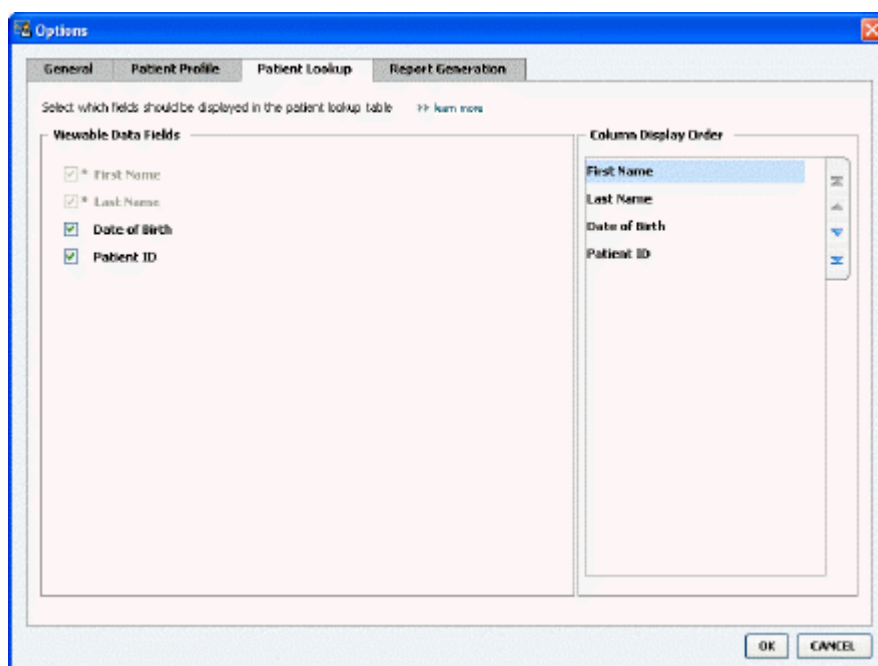 Options
General Patient Profile Patient Lookup Report Generation
Select which fields should be displayed in the patient lookup table >> learn more
Viewable Data Fields
* First Name
* Last Name
Date of Birth
Patient ID
Column Display Order
First Name
Last Name
Date of Birth
Patient ID
OK CANCEL